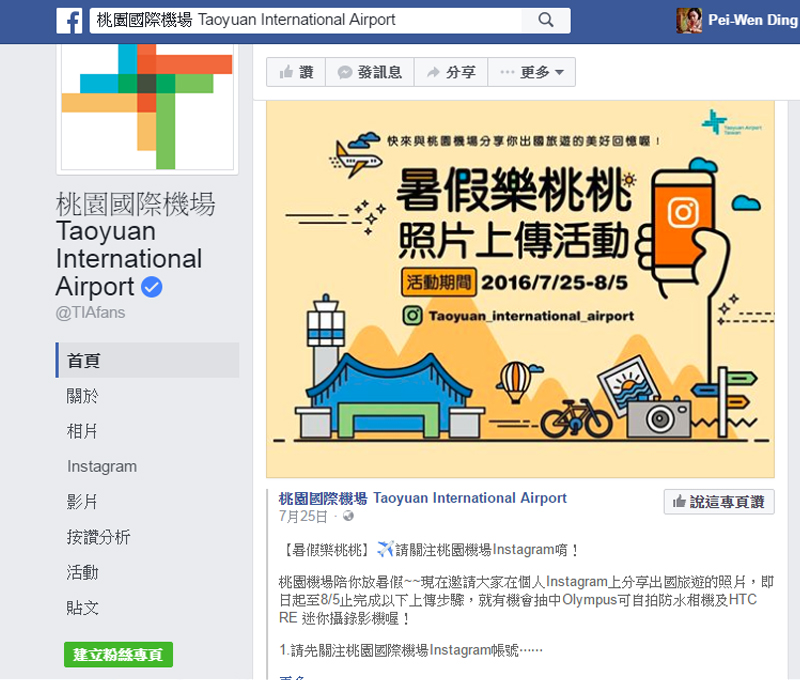 桃園國際機場 Taoyuan International Airport
Pei-Wen Ding
讚
發訊息
分享
更多
桃園國際機場
Taoyuan
International
Airport
@TIAfans
首頁
關於
相片
Instagram
影片
按讚分析
活動
貼文
建立粉絲專頁
Taoyuan Airport
Taiwan
快來與桃園機場分享你出國旅遊的美好回憶喔！
暑假樂桃桃
照片上傳活動
活動期間 2016/7/25-8/5
Taoyuan_international_airport
桃園國際機場 Taoyuan International Airport
7月25日
說這專頁讚
【暑假樂桃桃】✈請關注桃園機場Instagram唷！
桃園機場陪你放暑假~~現在邀請大家在個人Instagram上分享出國旅遊的照片，即
日起至8/5止完成以下上傳步驟，就有機會抽中Olympus可自拍防水相機及HTC
RE 迷你攝錄影機喔！
1.請先關注桃園國際機場Instagram帳號……